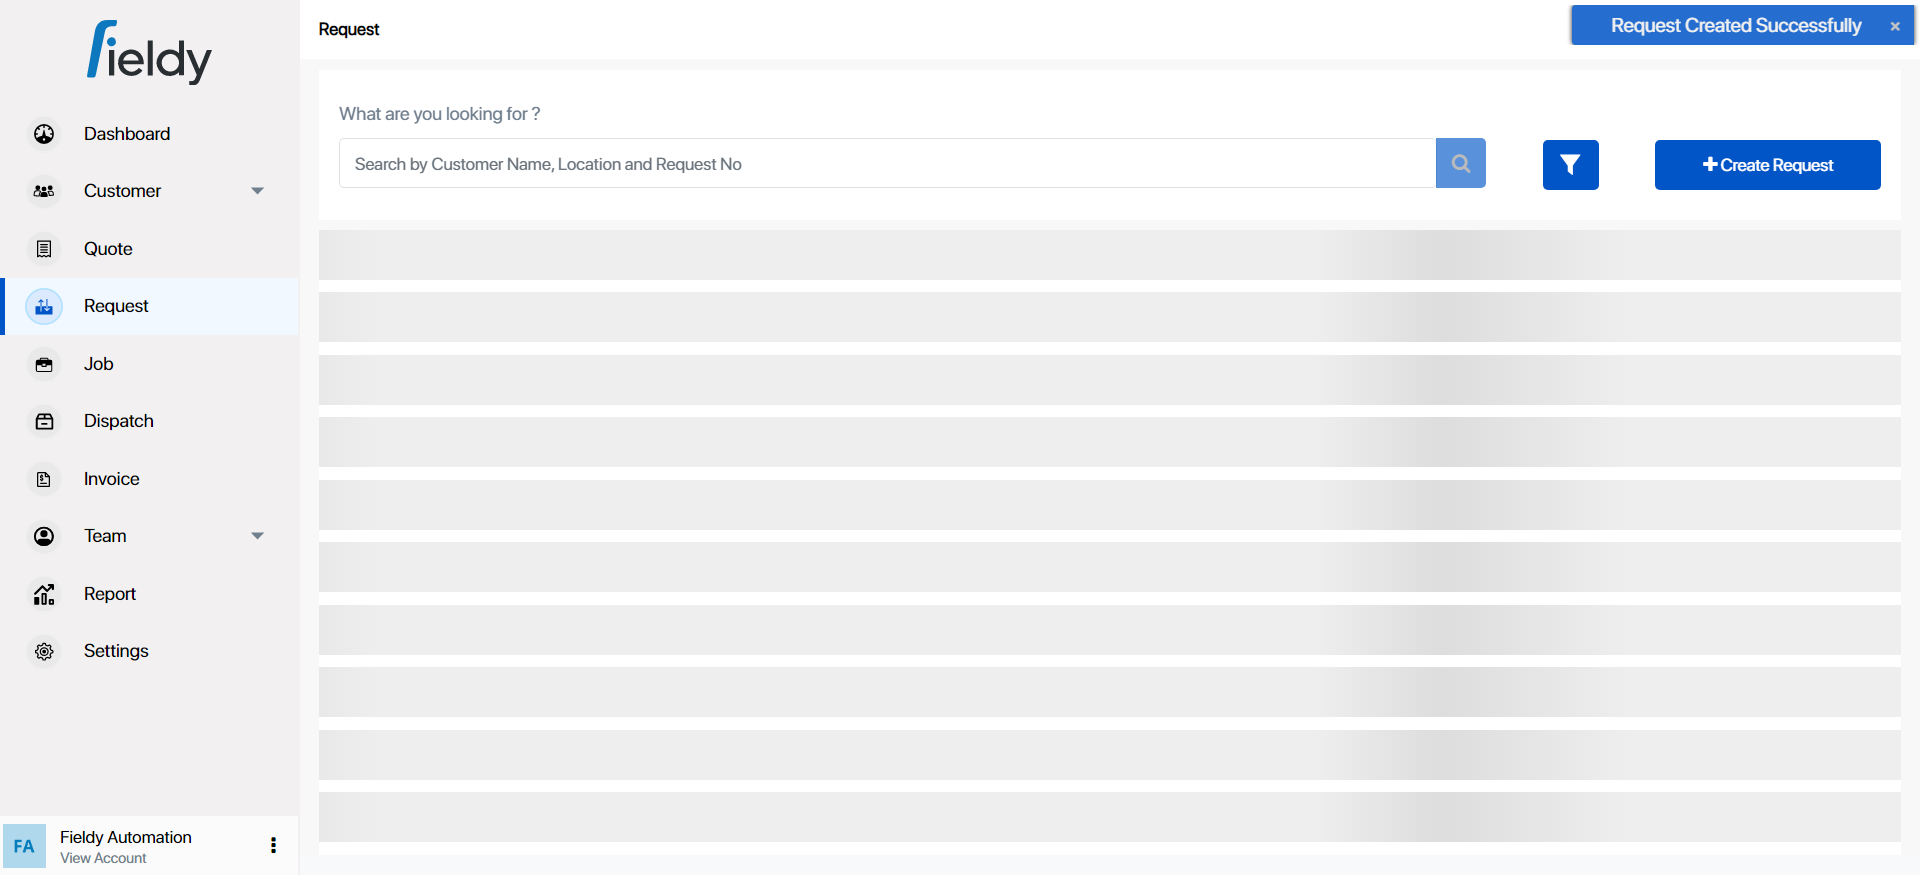 fieldy
Dashboard
Customer
Quote
Request
Job
Dispatch
Invoice
Team
Report
Settings
FA
Fieldy Automation
View Account
Request
Request Created Successfully ×
What are you looking for ?
Search by Customer Name, Location and Request No
Create Request